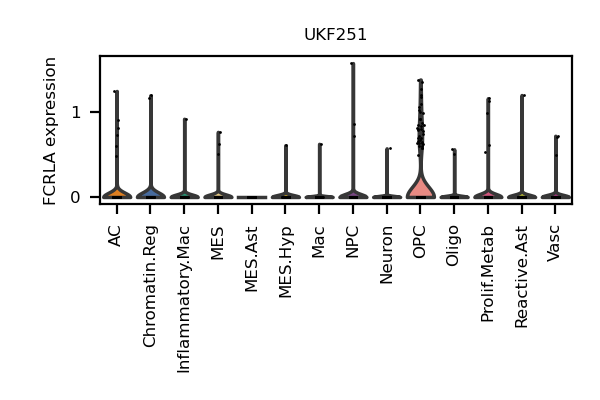 UKF251
FCRLA expression
1
0
AC
Chromatin.Reg
Inflammatory.Mac
MES
MES.Ast
MES.Hyp
Mac
NPC
Neuron
OPC
Oligo
Prolif.Metab
Reactive.Ast
Vasc